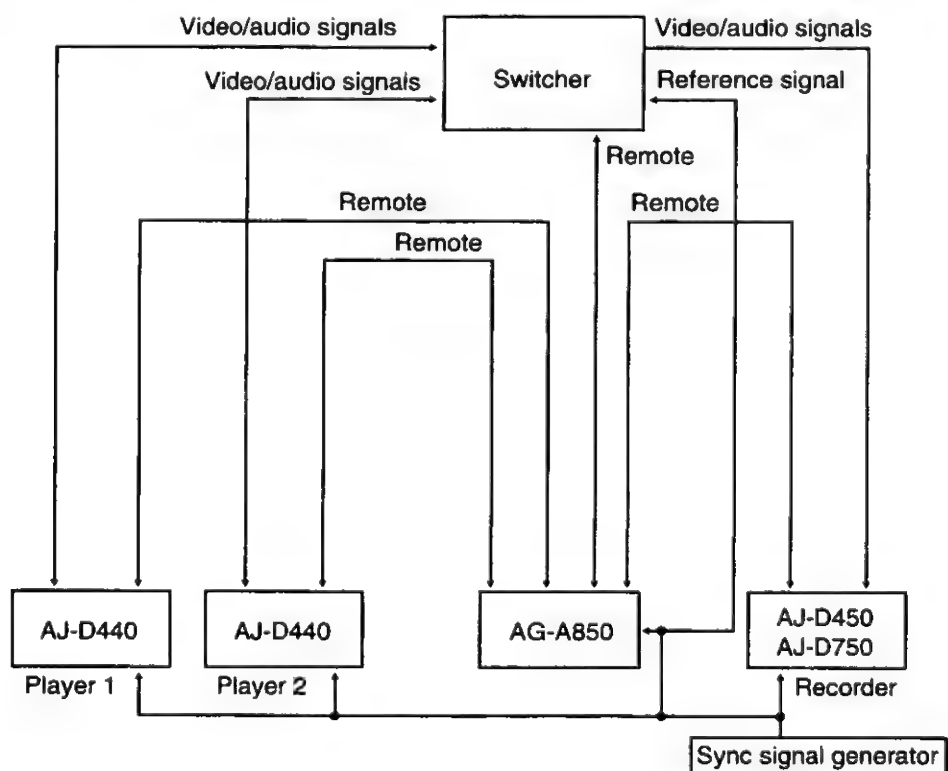 Video/audio signals
Video/audio signals
Switcher
Video/audio signals
Reference signal
Remote
Remote
Remote
Remote
AJ-D440
Player 1
AJ-D440
Player 2
AG-A850
AJ-D450
AJ-D750
Recorder
Sync signal generator